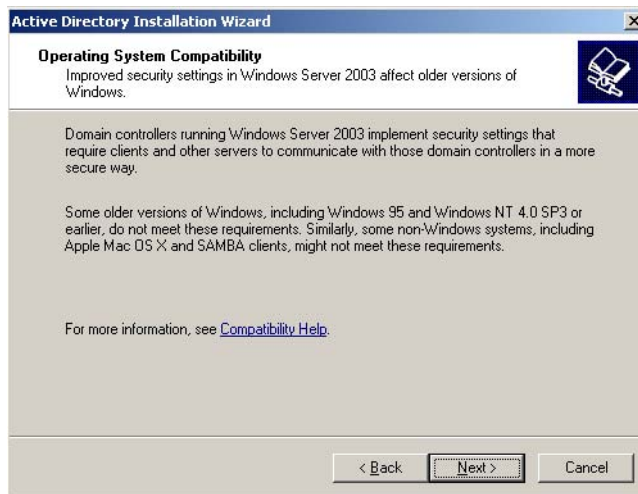 Active Directory Installation Wizard
Operating System Compatibility
Improved security settings in Windows Server 2003 affect older versions of
Windows.
Domain controllers running Windows Server 2003 implement security settings that
require clients and other servers to communicate with those domain controllers in a more
secure way.
Some older versions of Windows, including Windows 95 and Windows NT 4.0 SP3 or
earlier, do not meet these requirements. Similarly, some non-Windows systems, including
Apple Mac OS X and SAMBA clients, might not meet these requirements.
For more information, see Compatibility Help.
< Back Next > Cancel